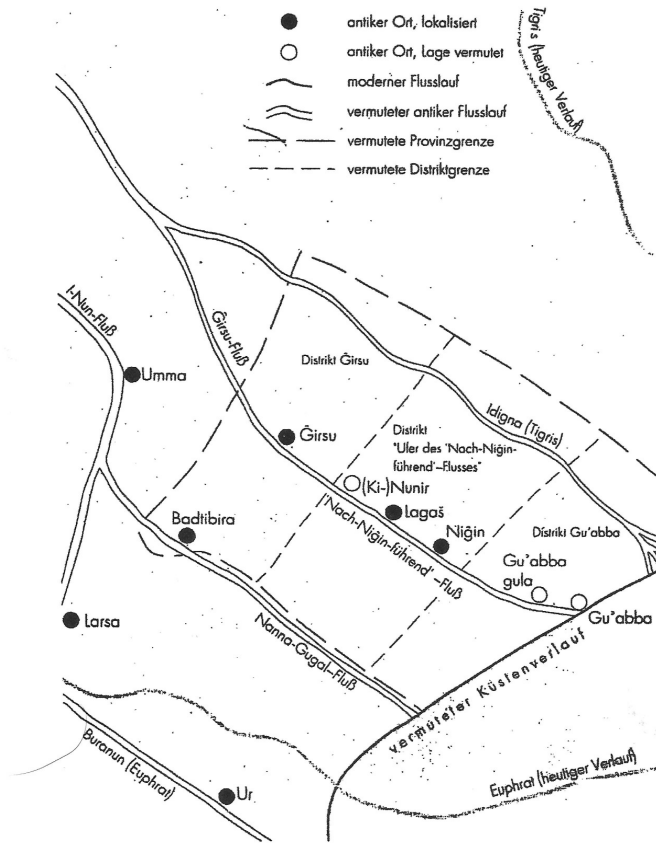 antiker Ort, lokalisiert
antiker Ort, Lage vermutet
moderner Flusslauf
vermuteter antiker Flusslauf
vermutete Provinzgrenze
vermutete Distriktgrenze
Tigris (heutiger Verlauf)
I-Nun-Fluß
Ĝirsu-Fluß
Umma
Distrikt Ĝirsu
Idigna (Tigris)
Ĝirsu
Distrikt
"Ufer des 'Nach-Niĝin-
führend'-Flusses"
(Ki-)Nunir
Lagaš
Niĝin
Badtibira
'Nach-Niĝin-führend'-Fluß
Distrikt Gu'abba
Gu'abba
gula
Gu'abba
Larsa
Nanna-Gugal-Fluß
vermuteter Küstenverlauf
Buranun (Euphrat)
Ur
Euphrat (heutiger Verlauf)